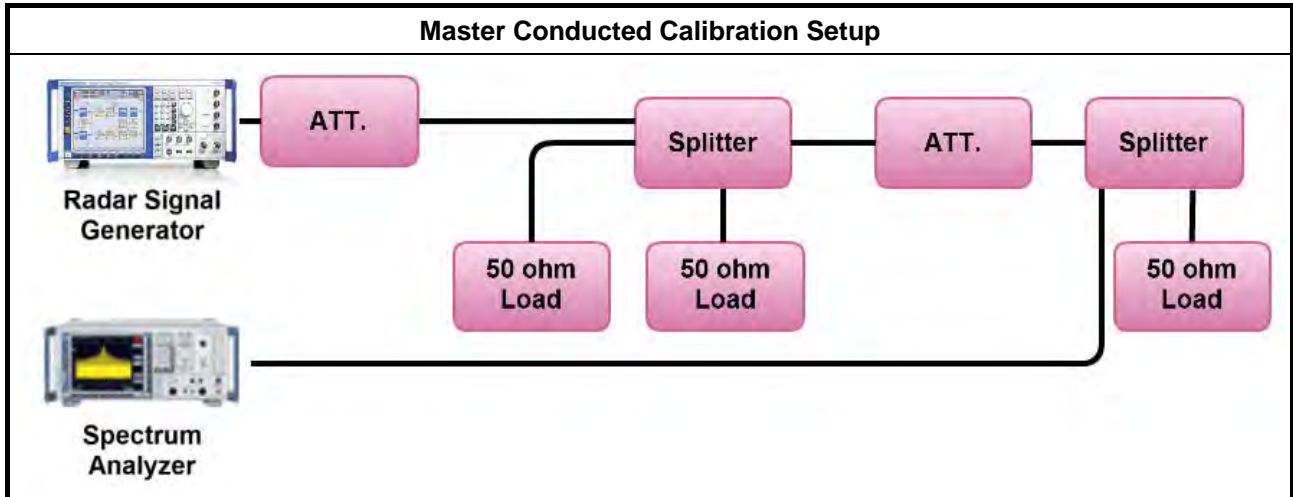 Master Conducted Calibration Setup
ATT.
Splitter
ATT.
Splitter
Radar Signal
Generator
50 ohm
Load
50 ohm
Load
50 ohm
Load
Spectrum
Analyzer